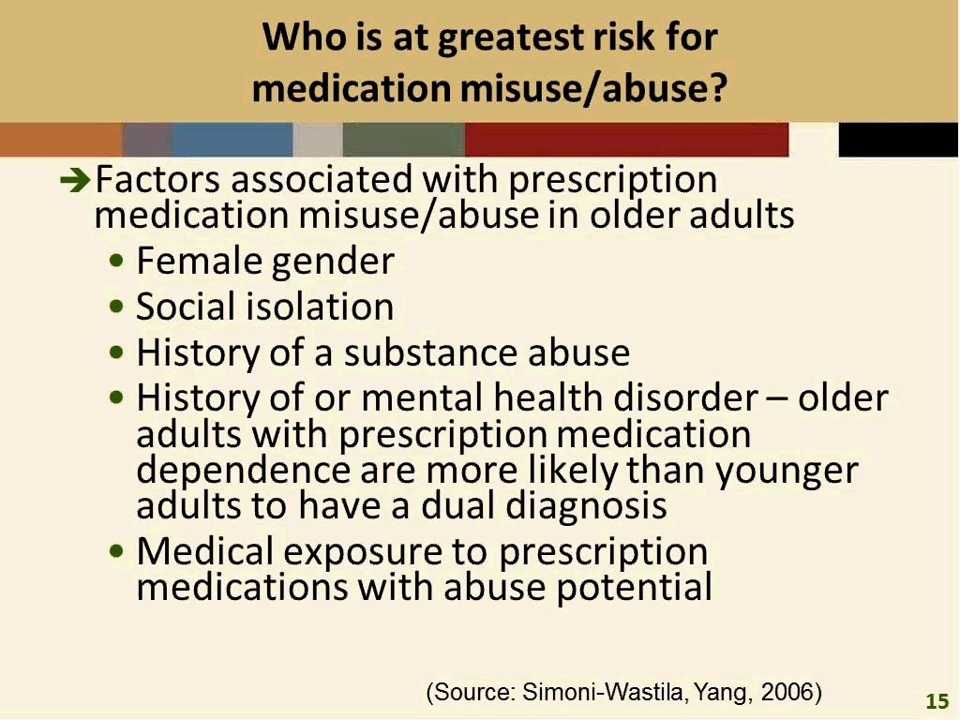 Who is at greatest risk for
medication misuse/abuse?
➔Factors associated with prescription
medication misuse/abuse in older adults
• Female gender
• Social isolation
• History of a substance abuse
• History of or mental health disorder – older
adults with prescription medication
dependence are more likely than younger
adults to have a dual diagnosis
• Medical exposure to prescription
medications with abuse potential
(Source: Simoni-Wastila, Yang, 2006)
15